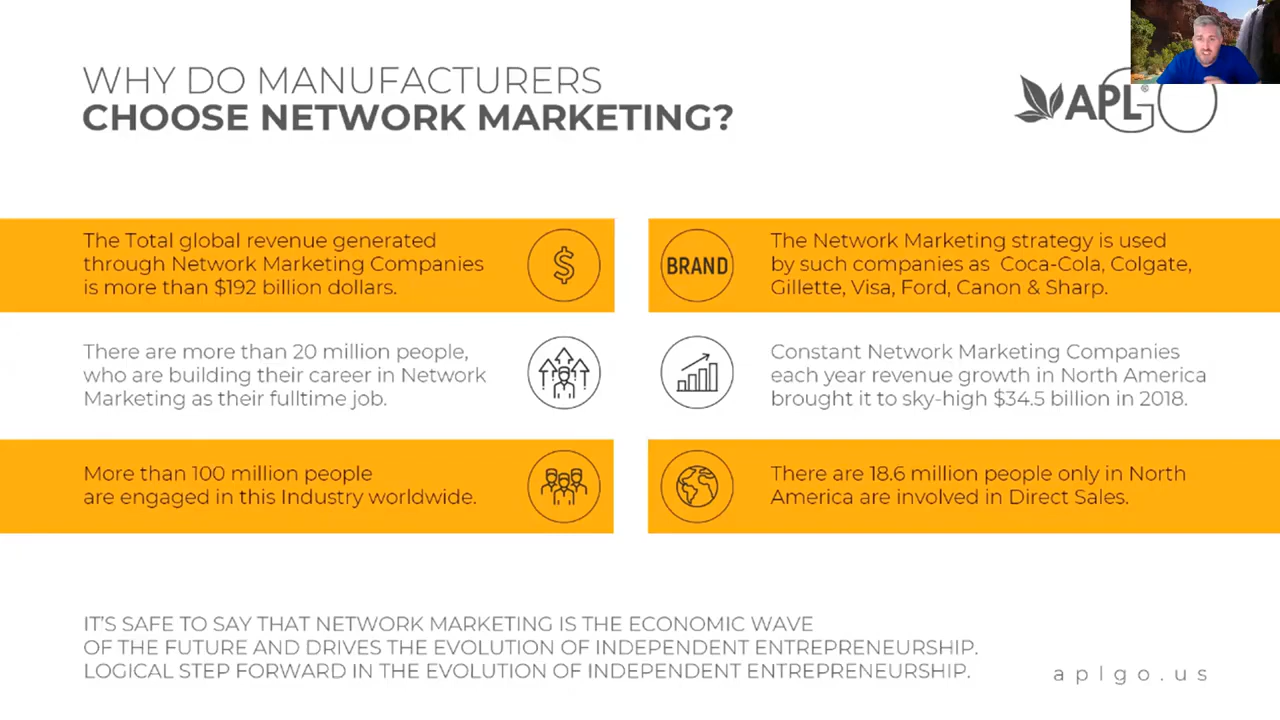 WHY DO MANUFACTURERS
CHOOSE NETWORK MARKETING?
APL GO
®
The Total global revenue generated
through Network Marketing Companies
is more than $192 billion dollars.
$
BRAND
The Network Marketing strategy is used
by such companies as Coca-Cola, Colgate,
Gillette, Visa, Ford, Canon & Sharp.
There are more than 20 million people,
who are building their career in Network
Marketing as their fulltime job.
Constant Network Marketing Companies
each year revenue growth in North America
brought it to sky-high $34.5 billion in 2018.
More than 100 million people
are engaged in this Industry worldwide.
There are 18.6 million people only in North
America are involved in Direct Sales.
IT'S SAFE TO SAY THAT NETWORK MARKETING IS THE ECONOMIC WAVE
OF THE FUTURE AND DRIVES THE EVOLUTION OF INDEPENDENT ENTREPRENEURSHIP.
LOGICAL STEP FORWARD IN THE EVOLUTION OF INDEPENDENT ENTREPRENEURSHIP.
aplgo.us